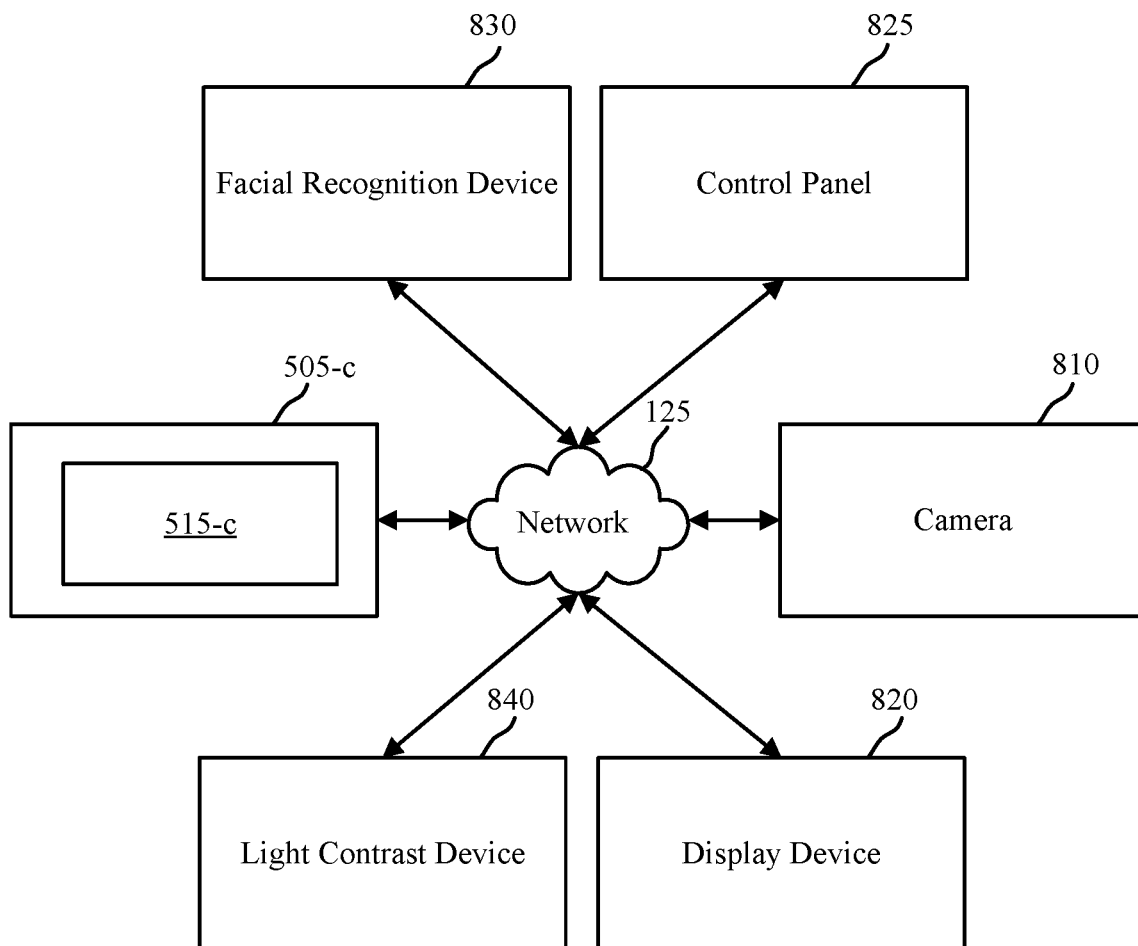 830
825
Facial Recognition Device
Control Panel
505-c
810
125
515-c
Network
Camera
840
820
Light Contrast Device
Display Device